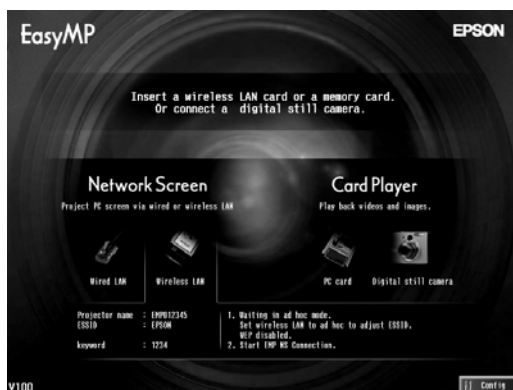 EasyMP
EPSON
Insert a wireless LAN card or a memory card.
Or connect a digital still camera.
Network Screen
Project PC screen via wired or wireless LAN
Wired LAN
Wireless LAN
Card Player
Play back videos and images.
PC card
Digital still camera
Projector name : EMPD12345
ESSID : EPSON
keyword : 1234
1. Waiting in ad hoc mode.
Set wireless LAN to ad hoc to adjust ESSID.
WEP disabled.
2. Start EMP NS Connection.
V100
Config